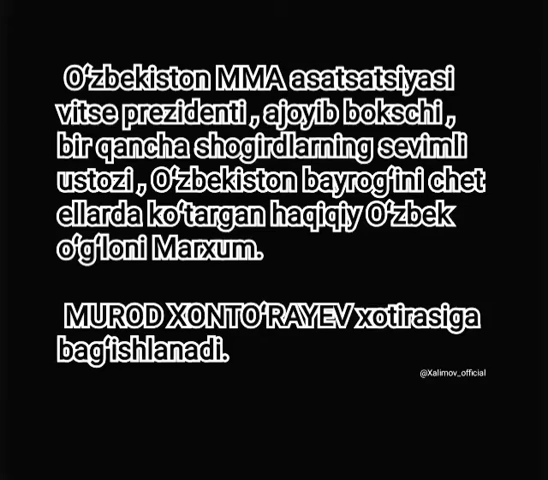 O‘zbekiston MMA asatsatsiyasi
vitse prezidenti , ajoyib bokschi ,
bir qancha shogirdlarning sevimli
ustozi , O‘zbekiston bayrog‘ini chet
ellarda ko‘targan haqiqiy O‘zbek
o‘g‘loni Marxum.
MUROD XONTO‘RAYEV xotirasiga
bag‘ishlanadi.
@Xalimov_official